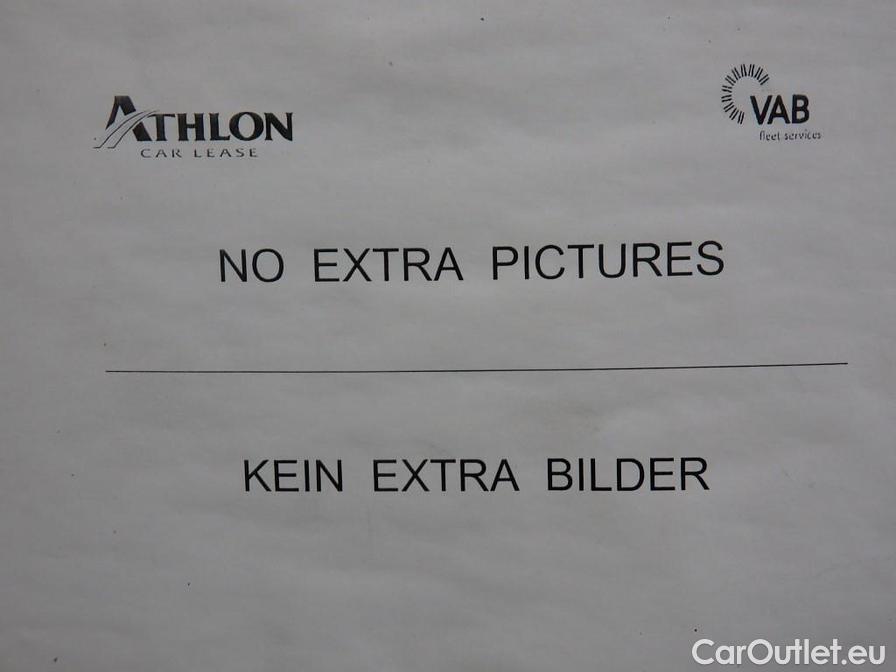 ATHLON
CAR LEASE
VAB
fleet services
NO EXTRA PICTURES
KEIN EXTRA BILDER
CarOutlet.eu